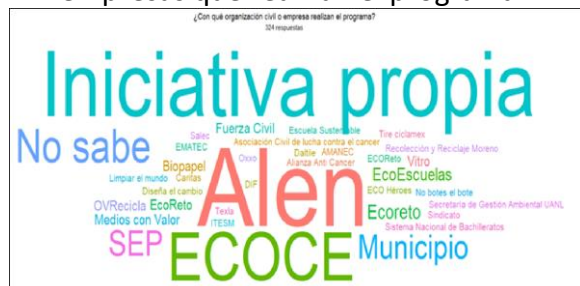 ¿Con qué organización civil o empresa realizan el programa?
324 respuestas
Iniciativa propia
Salec Fuerza Civil Escuela Sustentable Tire ciclamex
No sabe EMATEC Asociación Civil de lucha contra el cancer Recolección y Reciclaje Moreno
Oxxo Daltile AMANEC ECOReto Vitro
Biopapel Alianza Anti Cáncer
Limpiar el mundo Caritas Alen EcoEscuelas
Diseña el cambio DIF ECO Héroes No botes el bote
OVRecicla EcoReto Texla Ecoreto Secretaria de Gestión Ambiental UANL
Medios con Valor ITESM Sindicato
Sistema Nacional de Bachilleratos
SEP ECOCE Municipio